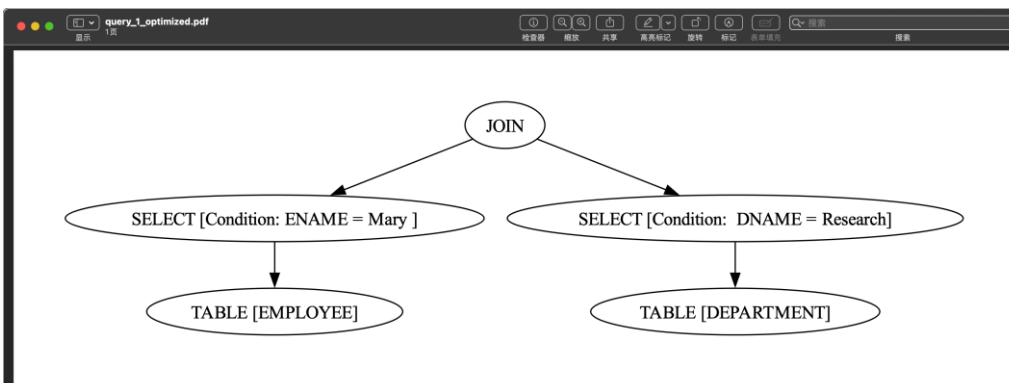 query_1_optimized.pdf
1页
显示
检查器
缩放
共享
高亮标记
旋转
标记
表单填充
搜索
搜索
JOIN
SELECT [Condition: ENAME = Mary ]
SELECT [Condition:  DNAME = Research]
TABLE [EMPLOYEE]
TABLE [DEPARTMENT]